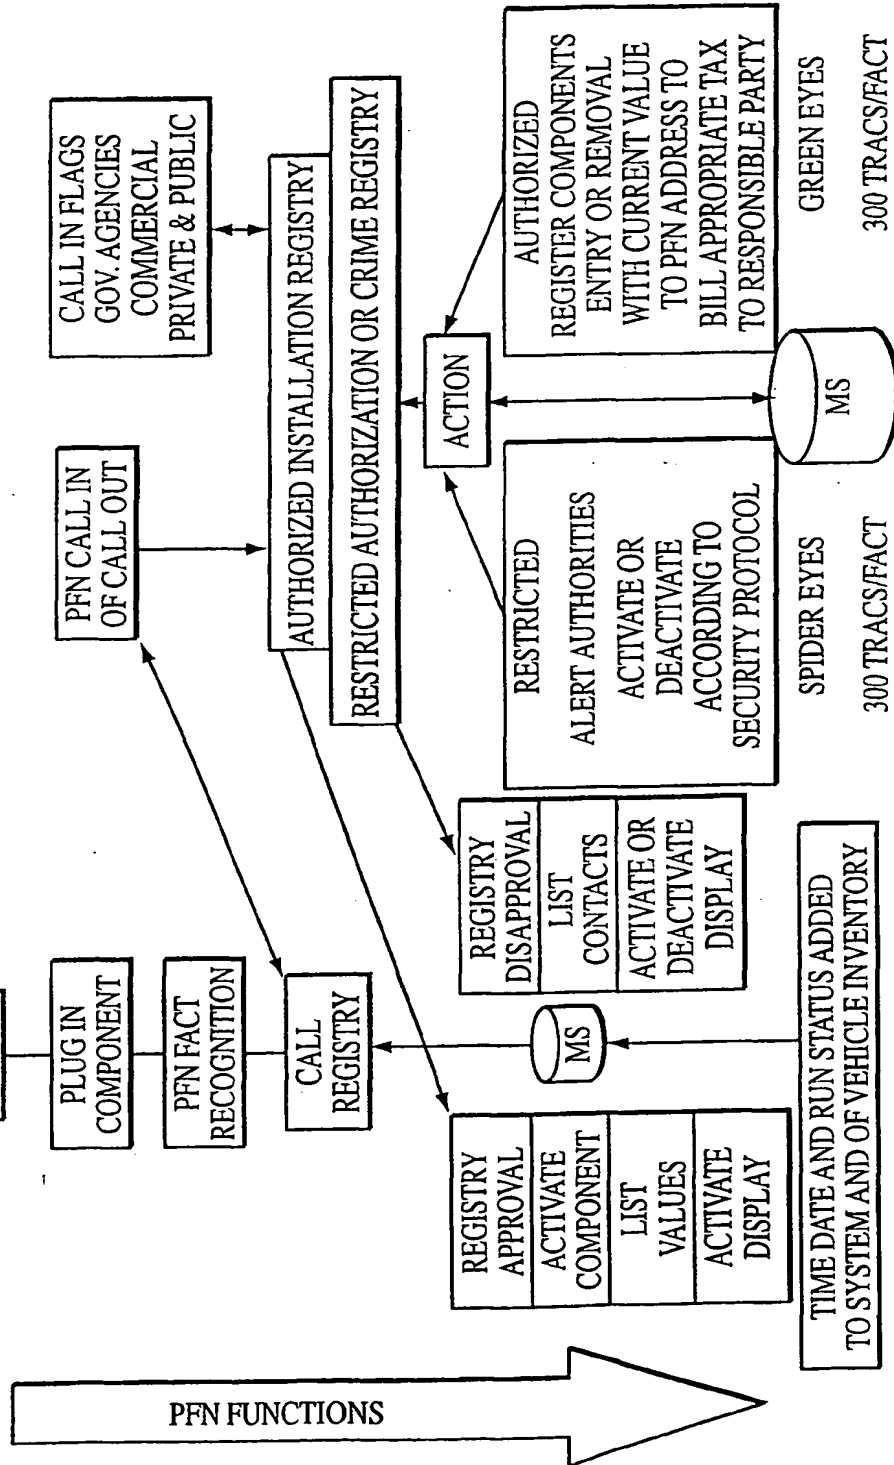 PFN FUNCTIONS
PLUG IN
COMPONENT
PFN FACT
RECOGNITION
CALL
REGISTRY
PFN CALL IN
OF CALL OUT
CALL IN FLAGS
GOV. AGENCIES
COMMERCIAL
PRIVATE & PUBLIC
AUTHORIZED INSTALLATION REGISTRY
RESTRICTED AUTHORIZATION OR CRIME REGISTRY
ACTION
REGISTRY
APPROVAL
ACTIVATE
COMPONENT
LIST
VALUES
ACTIVATE
DISPLAY
MS
REGISTRY
DISAPPROVAL
LIST
CONTACTS
ACTIVATE OR
DEACTIVATE
DISPLAY
RESTRICTED
ALERT AUTHORITIES
ACTIVATE OR
DEACTIVATE
ACCORDING TO
SECURITY PROTOCOL
AUTHORIZED
REGISTER COMPONENTS
ENTRY OR REMOVAL
WITH CURRENT VALUE
TO PFN ADDRESS TO
BILL APPROPRIATE TAX
TO RESPONSIBLE PARTY
MS
TIME DATE AND RUN STATUS ADDED
TO SYSTEM AND OF VEHICLE INVENTORY
SPIDER EYES
300 TRACS/FACT
GREEN EYES
300 TRACS/FACT